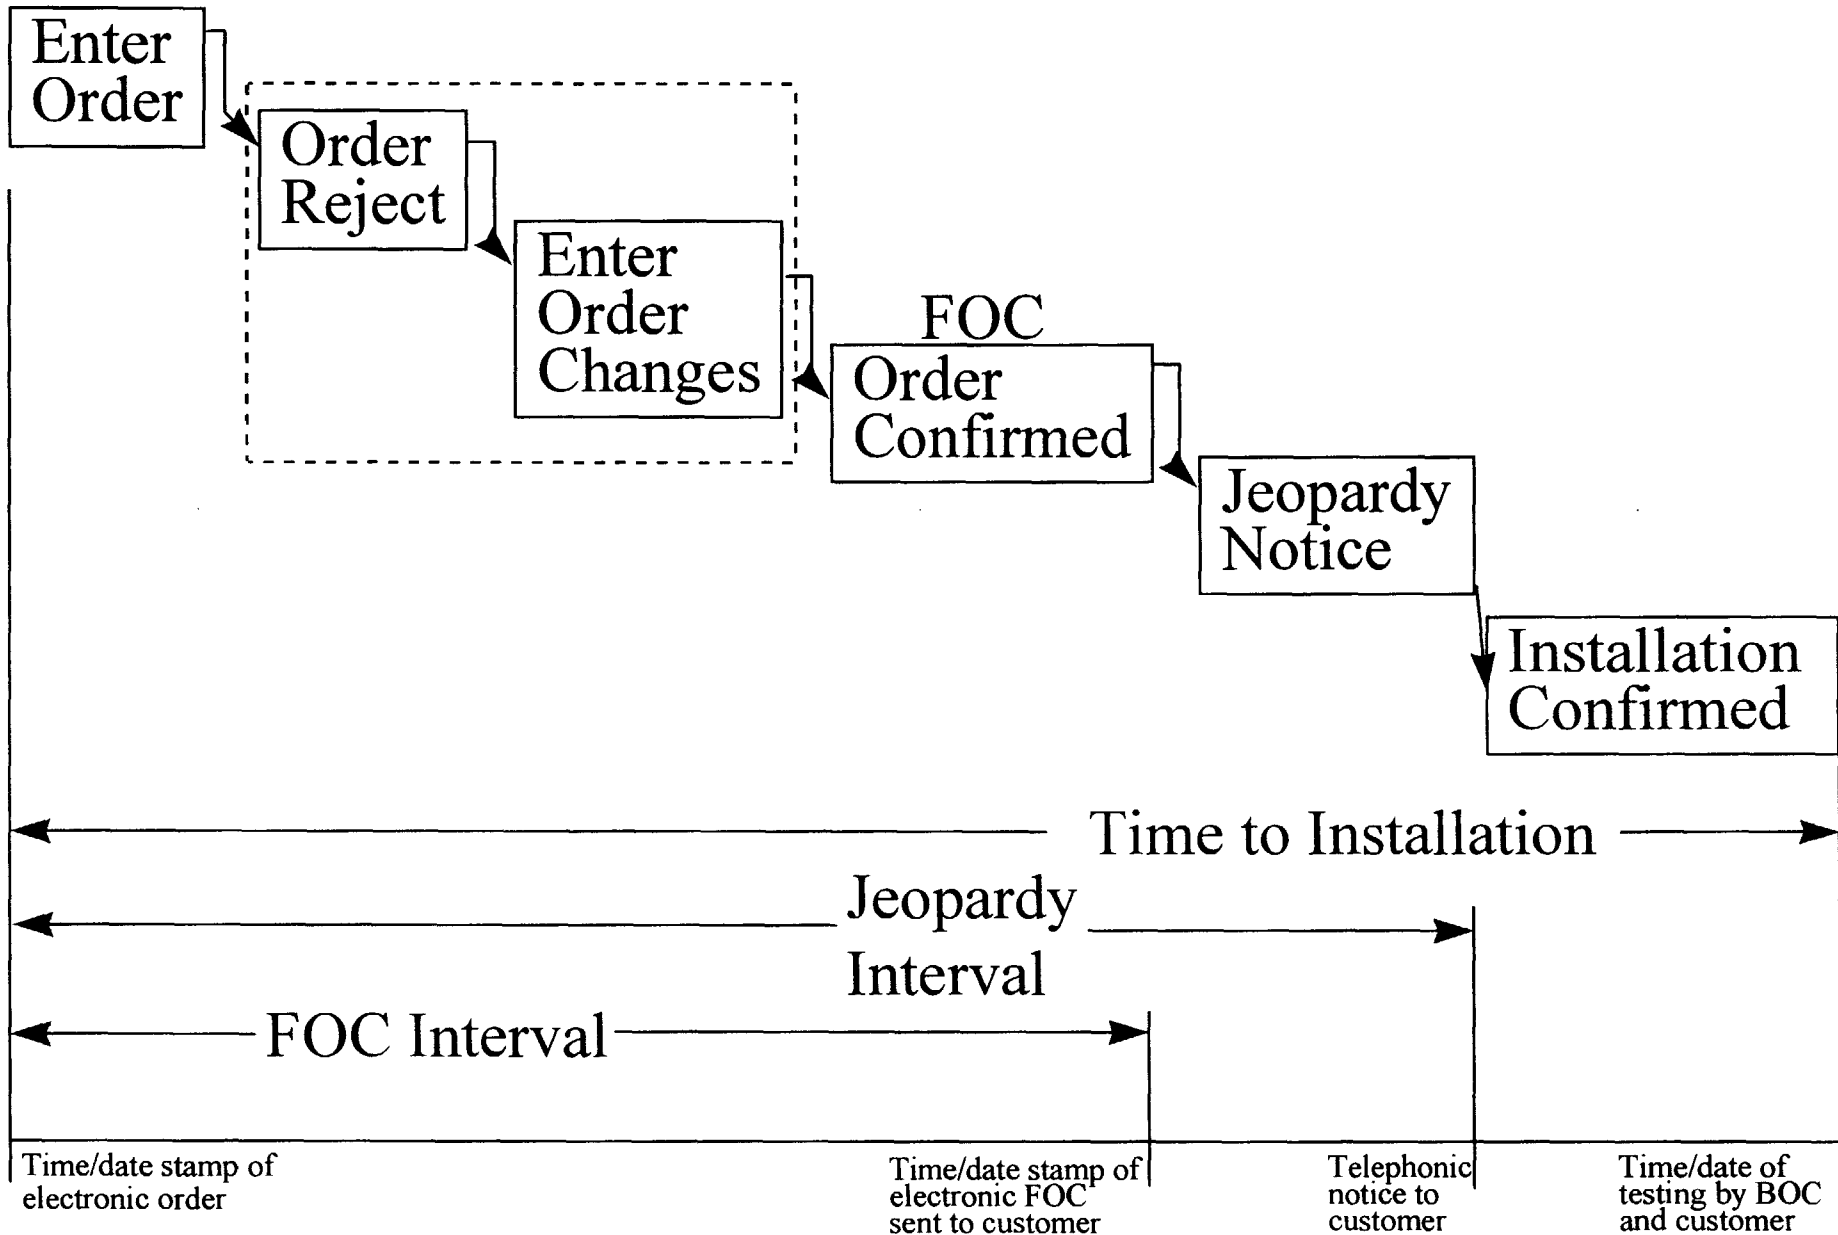 Enter
Order
Order
Reject
Enter
Order
Changes
FOC
Order
Confirmed
Jeopardy
Notice
Installation
Confirmed
Time to Installation
Jeopardy
Interval
FOC Interval
Time/date stamp of
electronic order
Time/date stamp of
electronic FOC
sent to customer
Telephonic
notice to
customer
Time/date of
testing by BOC
and customer